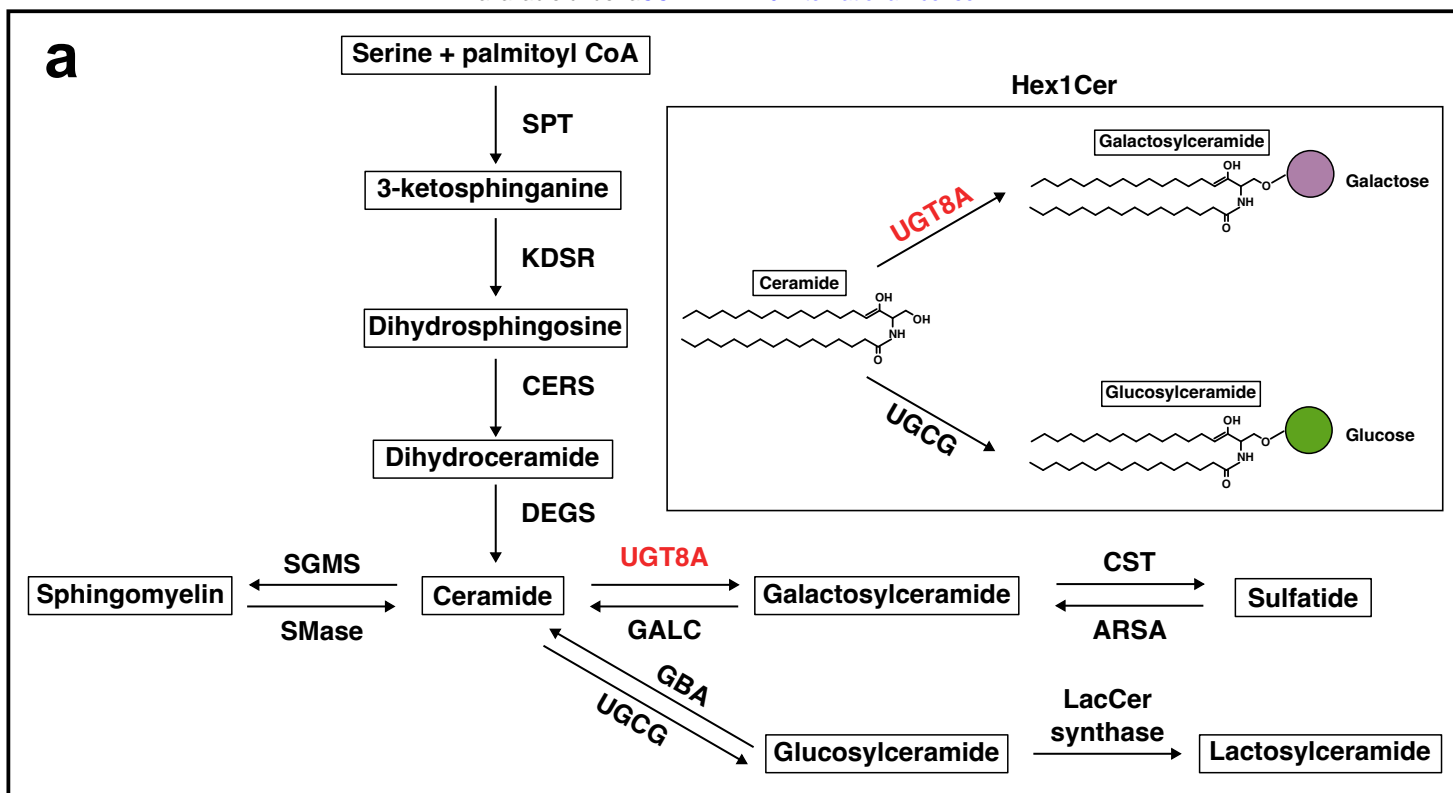 a
Serine + palmitoyl CoA
SPT
3-ketosphinganine
KDSR
Dihydrosphingosine
CERS
Dihydroceramide
DEGS
Hex1Cer
Galactosylceramide
OH
O
NH
O
Galactose
UGT8A
Ceramide
OH
OH
NH
O
UGCG
Glucosylceramide
OH
O
NH
O
Glucose
Sphingomyelin
SGMS
SMase
Ceramide
UGT8A
GALC
Galactosylceramide
CST
ARSA
Sulfatide
GBA
UGCG
Glucosylceramide
LacCer
synthase
Lactosylceramide